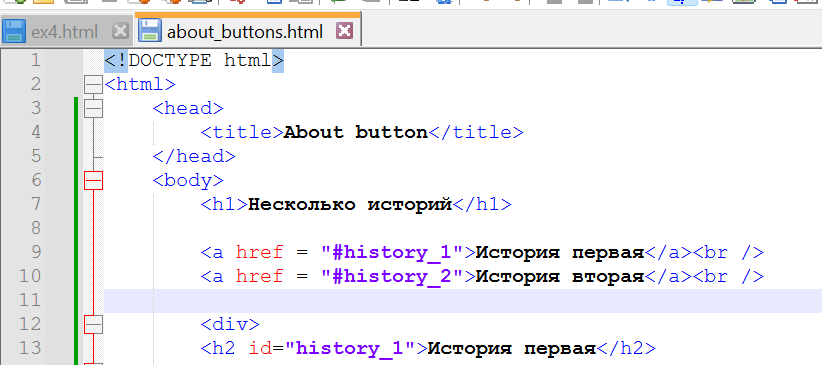 ex4.html about_buttons.html
1 <!DOCTYPE html>
2 <html>
3 <head>
4 <title>About button</title>
5 </head>
6 <body>
7 <h1>Несколько историй</h1>
8
9 <a href = "#history_1">История первая</a><br />
10 <a href = "#history_2">История вторая</a><br />
11
12 <div>
13 <h2 id="history_1">История первая</h2>